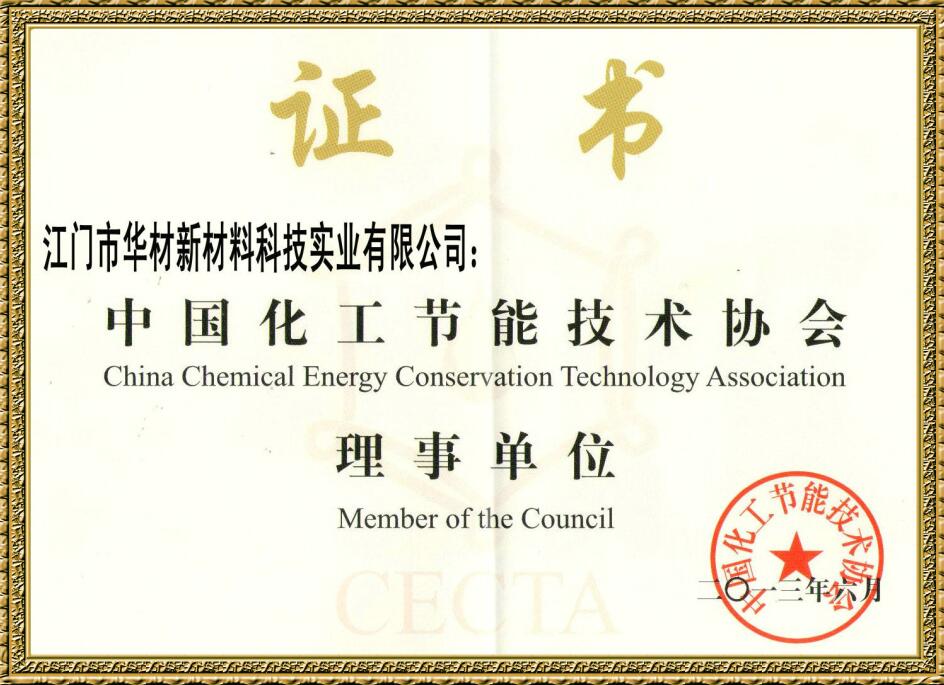 证 书
江门市华材新材料科技实业有限公司：
中国化工节能技术协会
China Chemical Energy Conservation Technology Association
理事单位
Member of the Council
CECTA
中国化工节能技术协会
二〇一三年六月